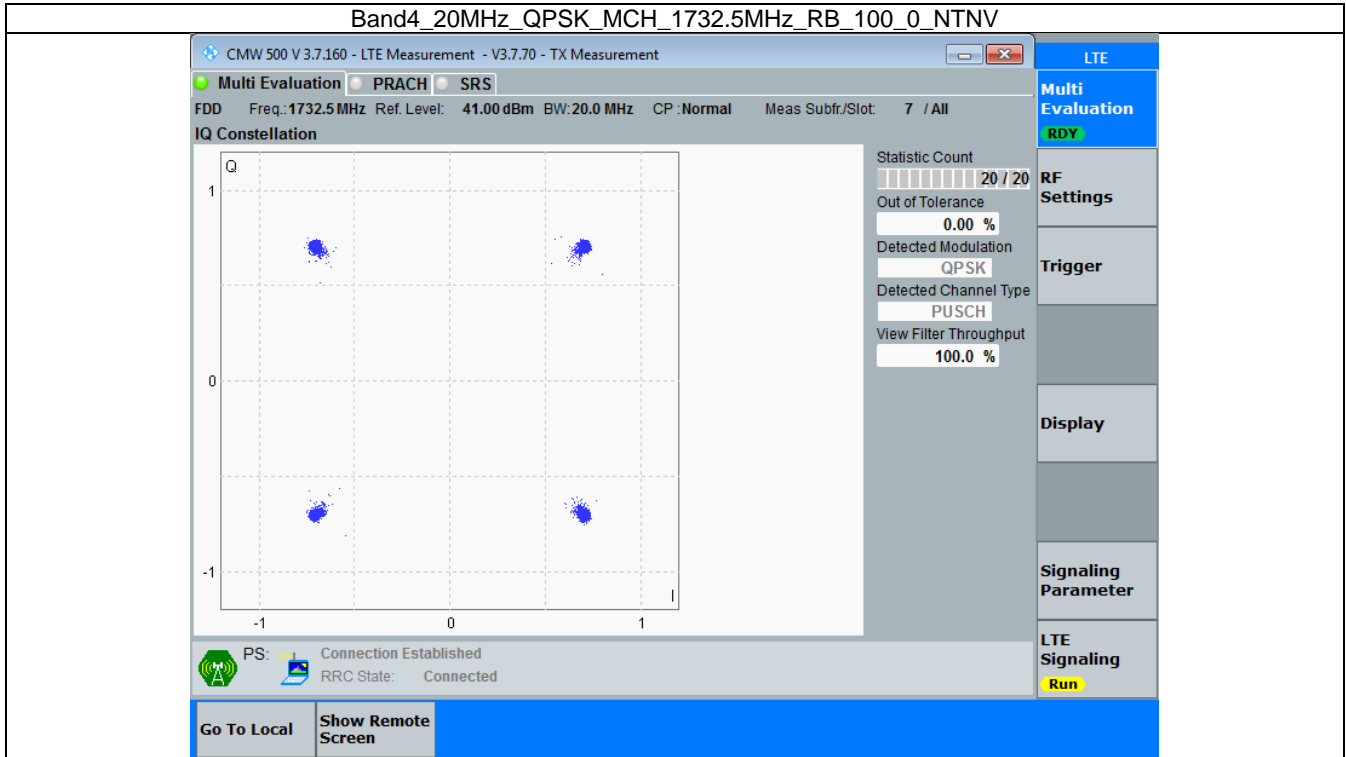 Band4_20MHz_QPSK_MCH_1732.5MHz_RB_100_0_NTNV
CMW 500 V 3.7.160 - LTE Measurement - V3.7.70 - TX Measurement
LTE
Multi Evaluation PRACH SRS
Multi
Evaluation
RDY
FDD Freq.: 1732.5 MHz Ref. Level: 41.00 dBm BW: 20.0 MHz CP : Normal Meas Subfr./Slot: 7 / All
IQ Constellation
Q
1
0
-1
I
-1 0 1
Statistic Count
20 / 20
Out of Tolerance
0.00 %
Detected Modulation
QPSK
Detected Channel Type
PUSCH
View Filter Throughput
100.0 %
RF
Settings
Trigger
Display
Signaling
Parameter
LTE
Signaling
Run
PS: Connection Established
RRC State: Connected
Go To Local
Show Remote
Screen